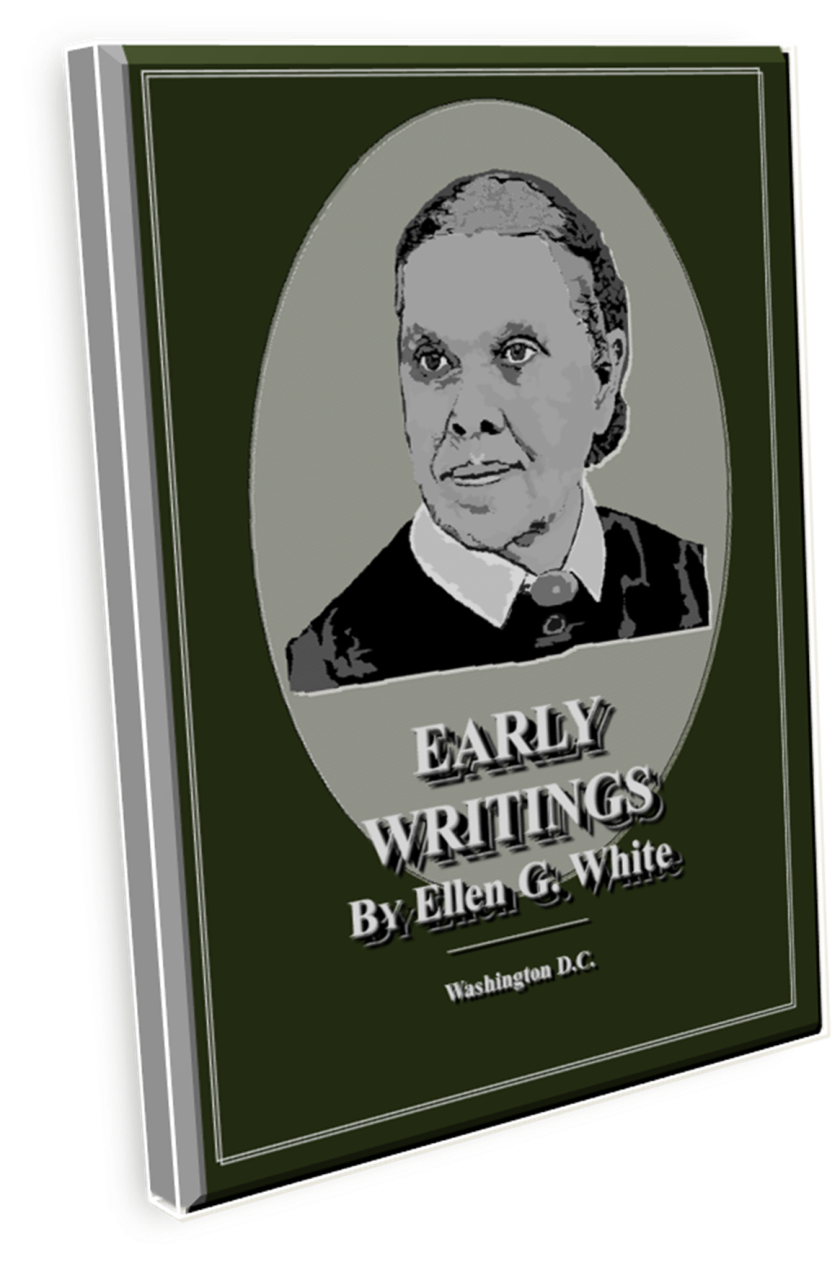 EARLY
WRITINGS
By Ellen G. White
Washington D.C.